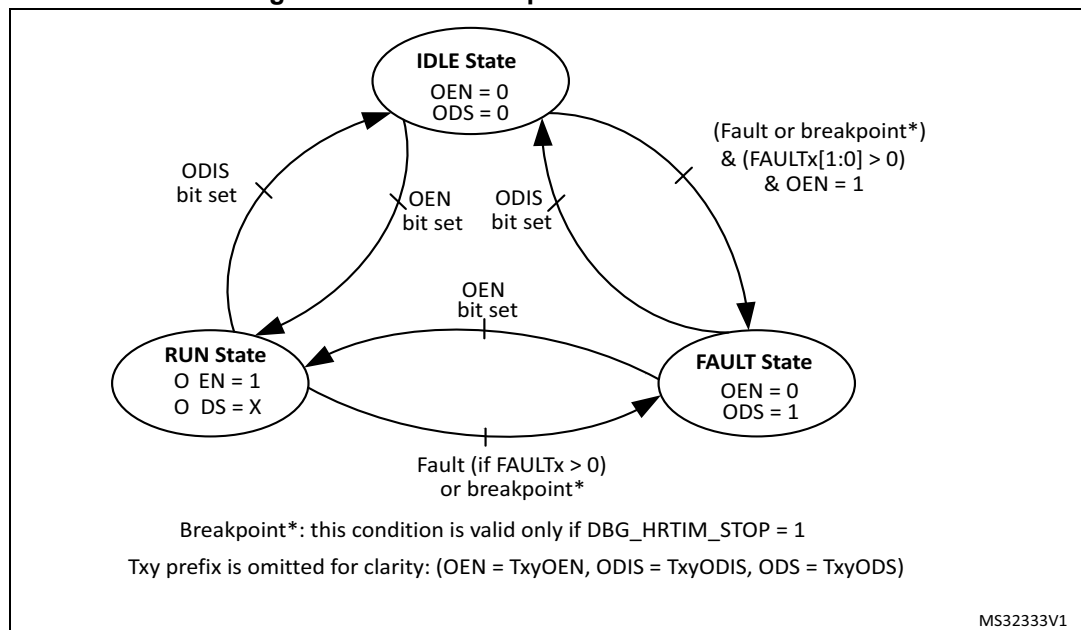 IDLE State
OEN = 0
ODS = 0
(Fault or breakpoint*)
& (FAULTx[1:0] > 0)
& OEN = 1
ODIS
bit set
OEN
bit set
ODIS
bit set
OEN
bit set
RUN State
O EN = 1
O DS = X
FAULT State
OEN = 0
ODS = 1
Fault (if FAULTx > 0)
or breakpoint*
Breakpoint*: this condition is valid only if DBG_HRTIM_STOP = 1
Txy prefix is omitted for clarity: (OEN = TxyOEN, ODIS = TxyODIS, ODS = TxyODS)
MS32333V1